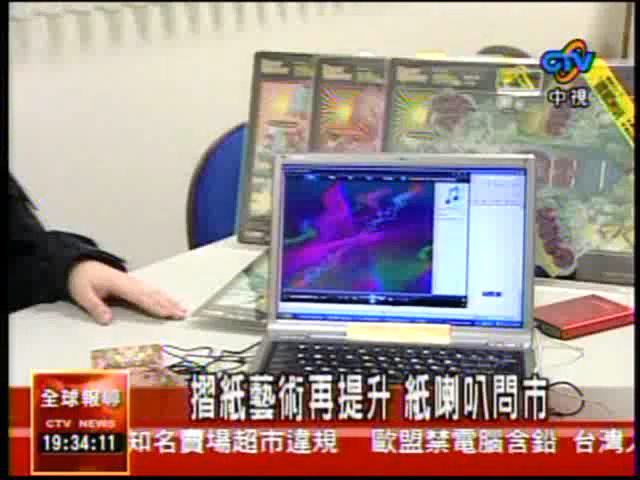 CTV
中視
摺紙藝術再提升 紙喇叭問市
全球報導
CTV NEWS
19:34:11
知名賣場超市違規 歐盟禁電腦含鉛 台灣人